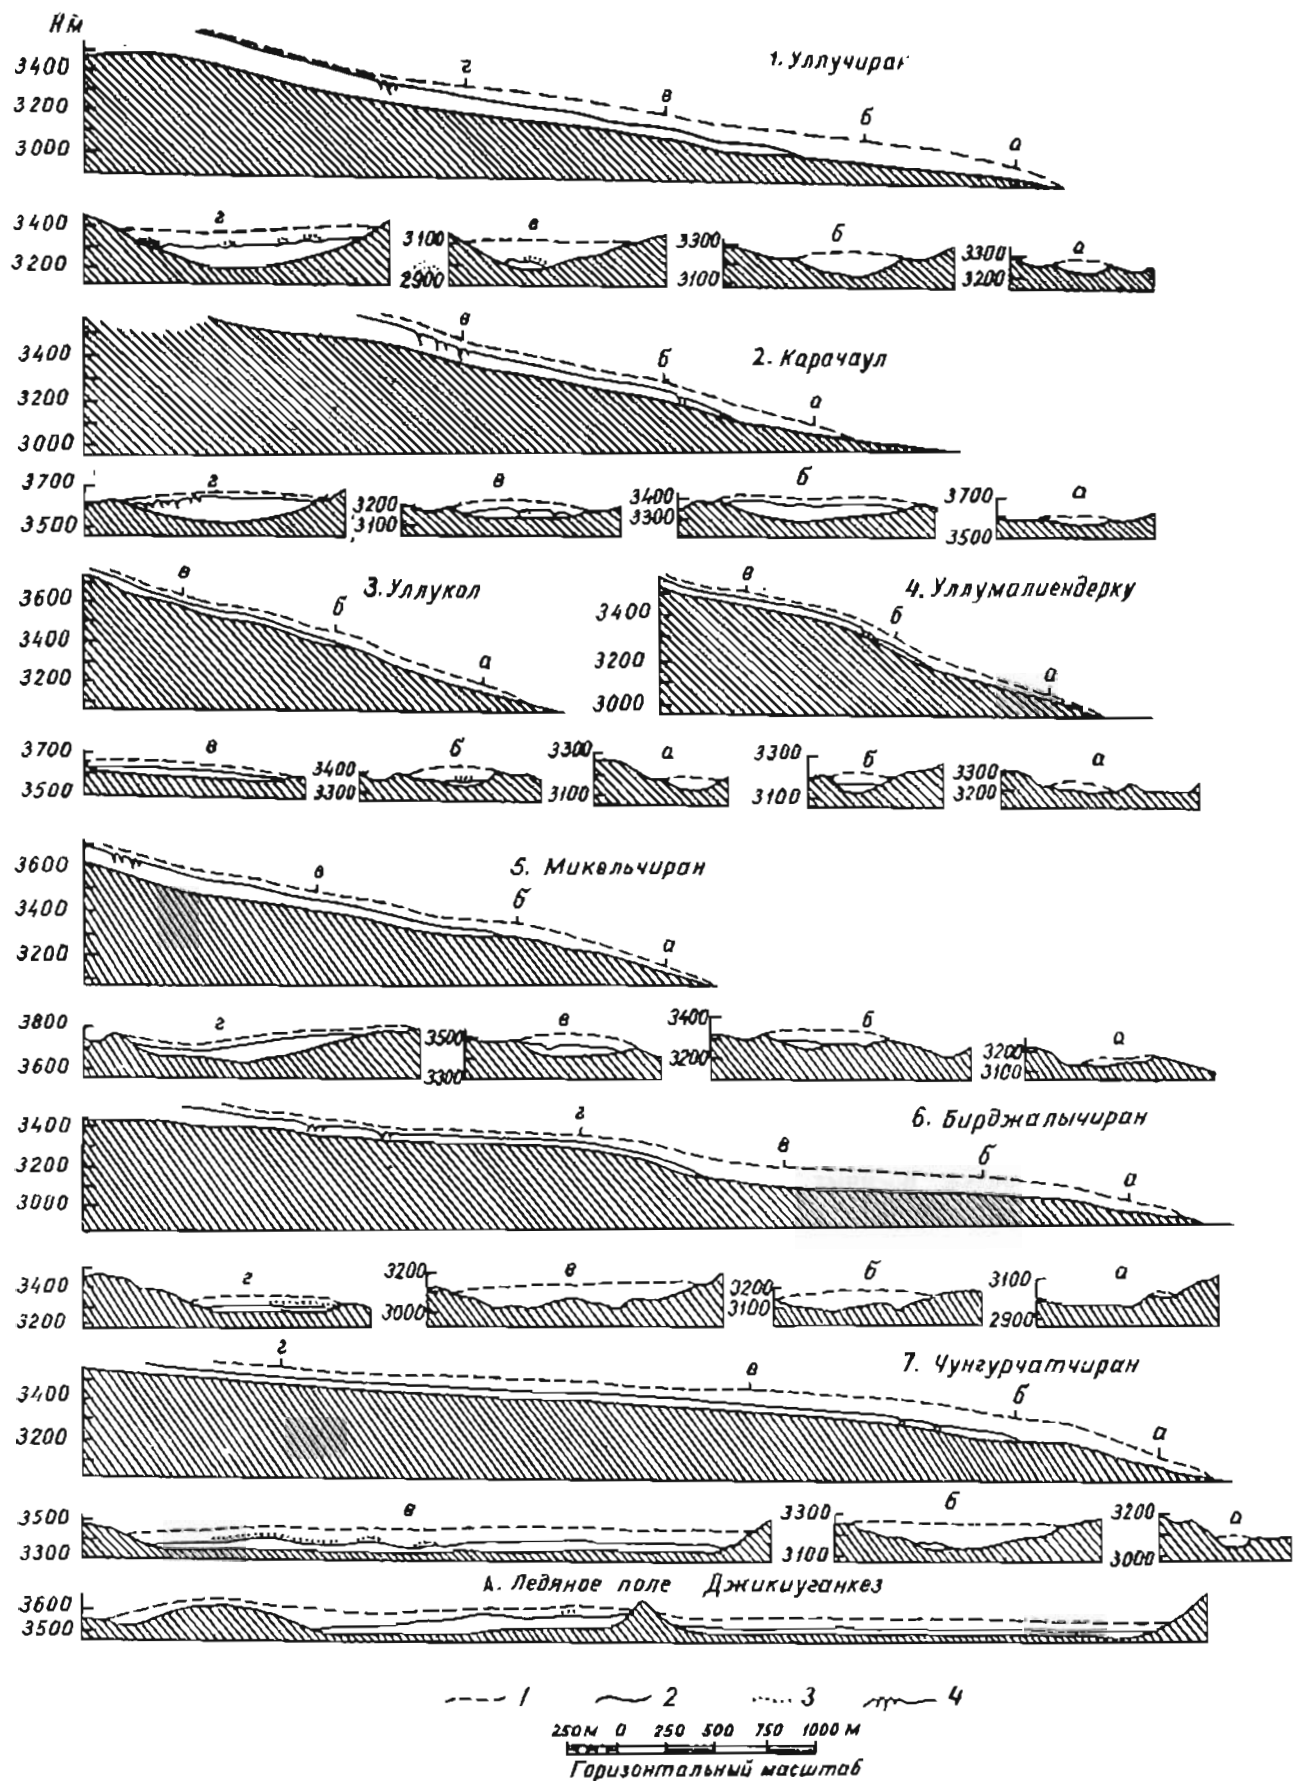 Нм
3400
3200
3000
г
в
б
а
1. Уллучиран
3400
3200
г
3100
2900
в
3300
3100
б
3300
3200
а
3400
3200
3000
в
б
а
2. Карачаул
3700
3500
г
3200
3100
в
3400
3300
б
3700
3500
а
3600
3400
3200
в
б
а
3. Уллукол
3400
3200
3000
в
б
а
4. Уллумалиендерку
3700
3500
в
3400
3300
б
3300
3100
а
3300
3100
б
3300
3200
а
3600
3400
3200
в
б
а
5. Микельчиран
3800
3600
г
3500
3300
в
3400
3200
б
3200
3100
а
3400
3200
3000
г
в
б
а
6. Бирджалычиран
3400
3200
г
3200
3000
в
3200
3100
б
3100
2900
а
3400
3200
г
в
б
а
7. Чунгурчатчиран
3500
3300
в
3300
3100
б
3200
3000
а
А. Ледяное поле Джикиуганкез
3600
3500
1 2 3 4
250м 0 250 500 750 1000 м
Горизонтальный масштаб